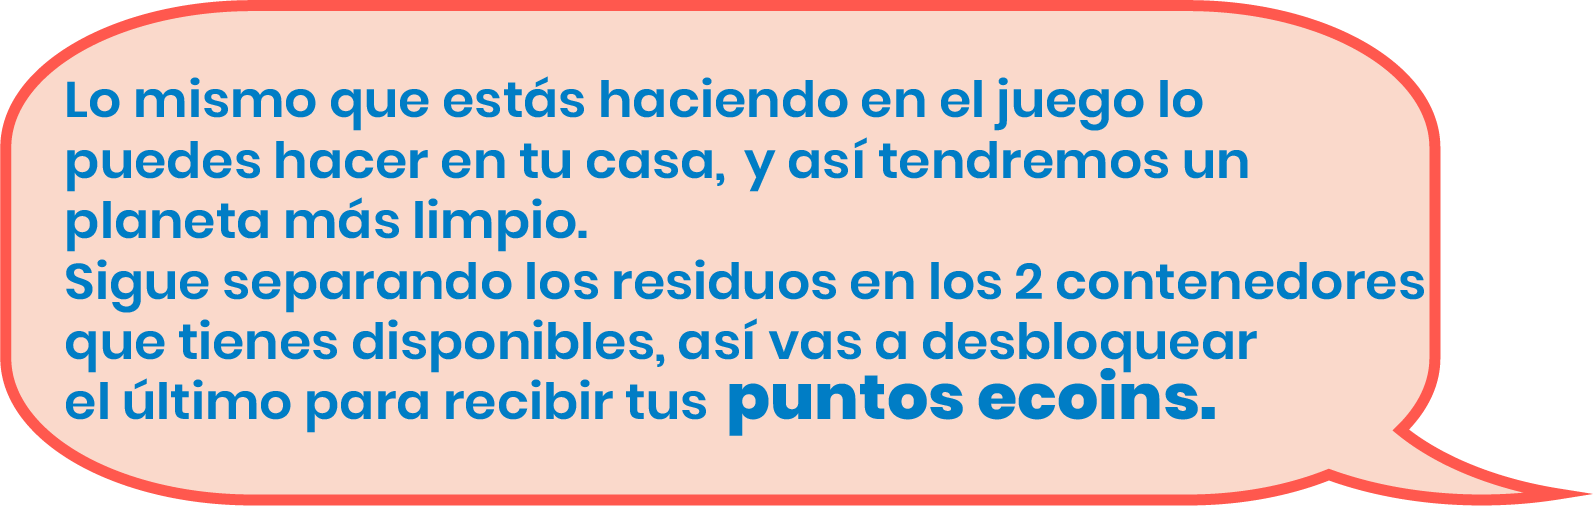 Lo mismo que estás haciendo en el juego lo
puedes hacer en tu casa, y así tendremos un
planeta más limpio.
Sigue separando los residuos en los 2 contenedores
que tienes disponibles, así vas a desbloquear
el último para recibir tus puntos ecoins.